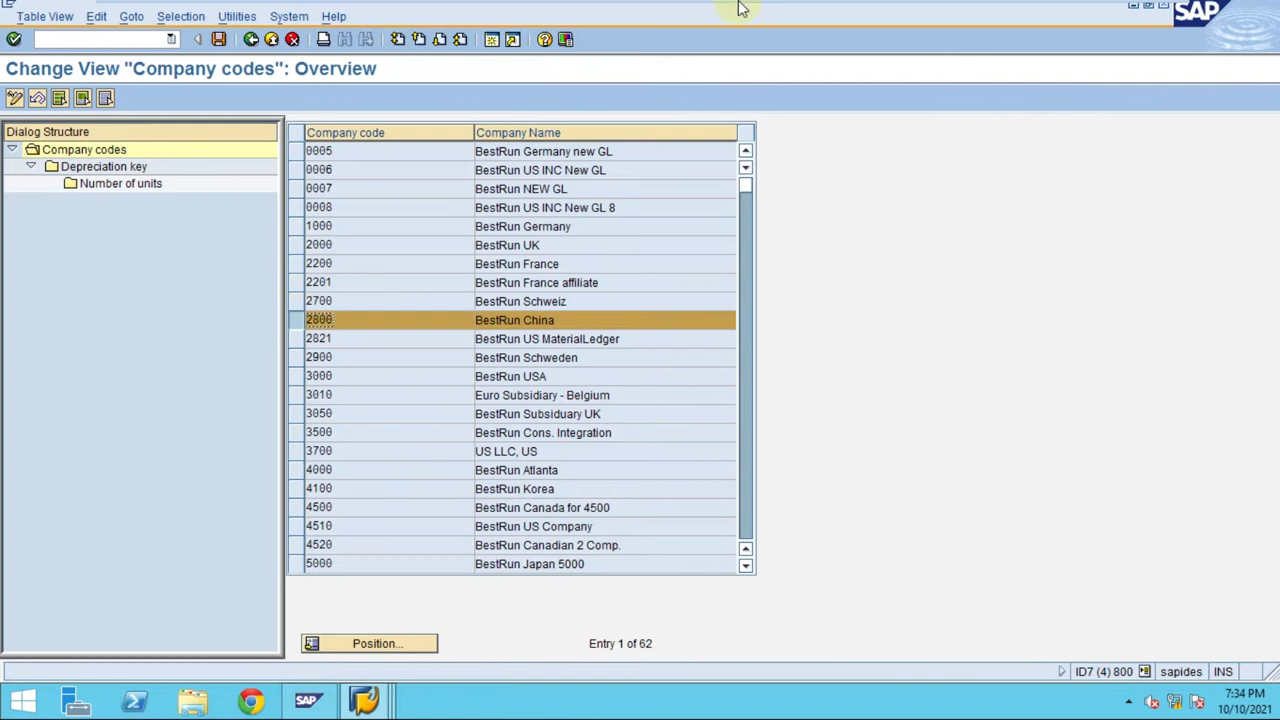 Table View Edit Goto Selection Utilities System Help
SAP
Change View "Company codes": Overview
Dialog Structure
Company codes
Depreciation key
Number of units
Company code Company Name
0005 BestRun Germany new GL
0006 BestRun US INC New GL
0007 BestRun NEW GL
0008 BestRun US INC New GL 8
1000 BestRun Germany
2000 BestRun UK
2200 BestRun France
2201 BestRun France affiliate
2700 BestRun Schweiz
2800 BestRun China
2821 BestRun US MaterialLedger
2900 BestRun Schweden
3000 BestRun USA
3010 Euro Subsidiary - Belgium
3050 BestRun Subsiduary UK
3500 BestRun Cons. Integration
3700 US LLC, US
4000 BestRun Atlanta
4100 BestRun Korea
4500 BestRun Canada for 4500
4510 BestRun US Company
4520 BestRun Canadian 2 Comp.
5000 BestRun Japan 5000
Position... Entry 1 of 62
ID7 (4) 800 sapides INS
SAP
7:34 PM
10/10/2021